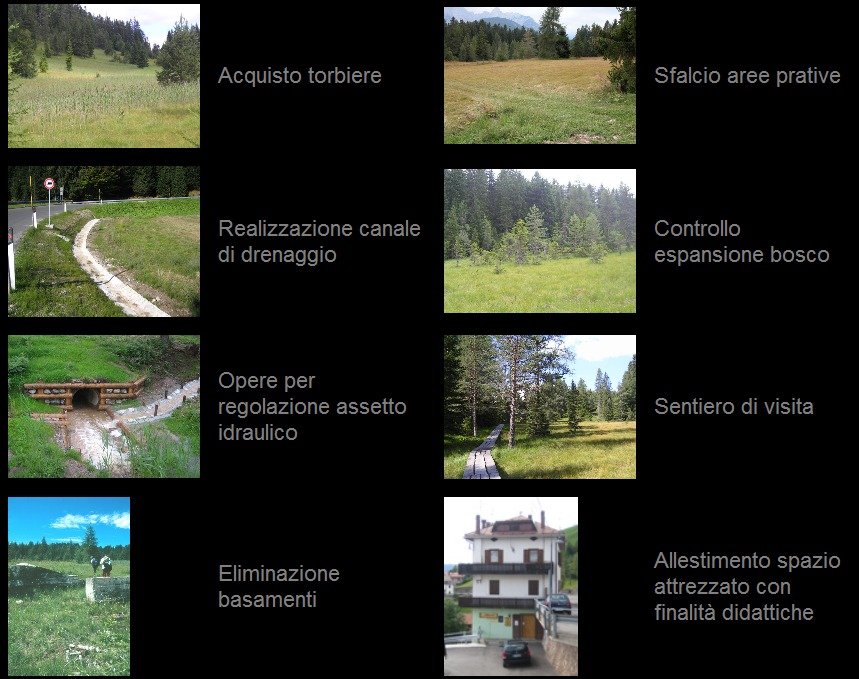 Acquisto torbiere
Sfalcio aree prative
Realizzazione canale
di drenaggio
Controllo
espansione bosco
Opere per
regolazione assetto
idraulico
Sentiero di visita
Eliminazione
basamenti
Allestimento spazio
attrezzato con
finalità didattiche